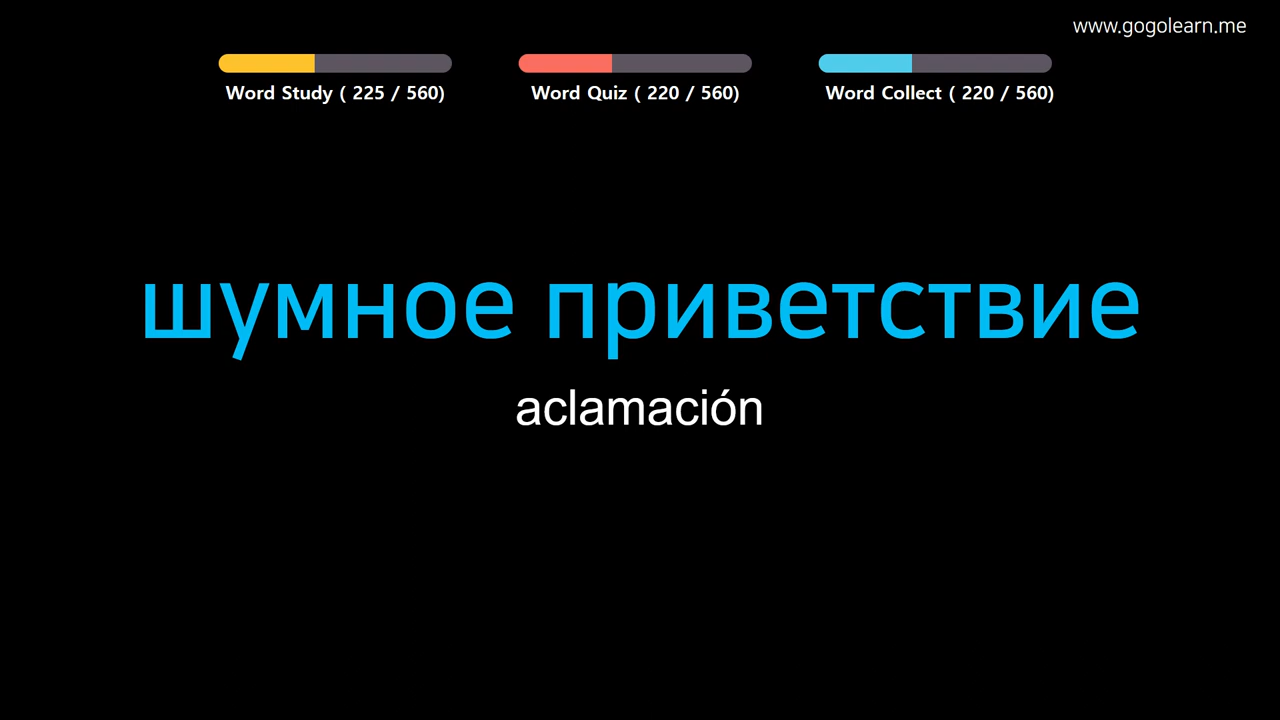 www.gogolearn.me
Word Study ( 225 / 560)
Word Quiz ( 220 / 560)
Word Collect ( 220 / 560)
шумное приветствие
aclamación